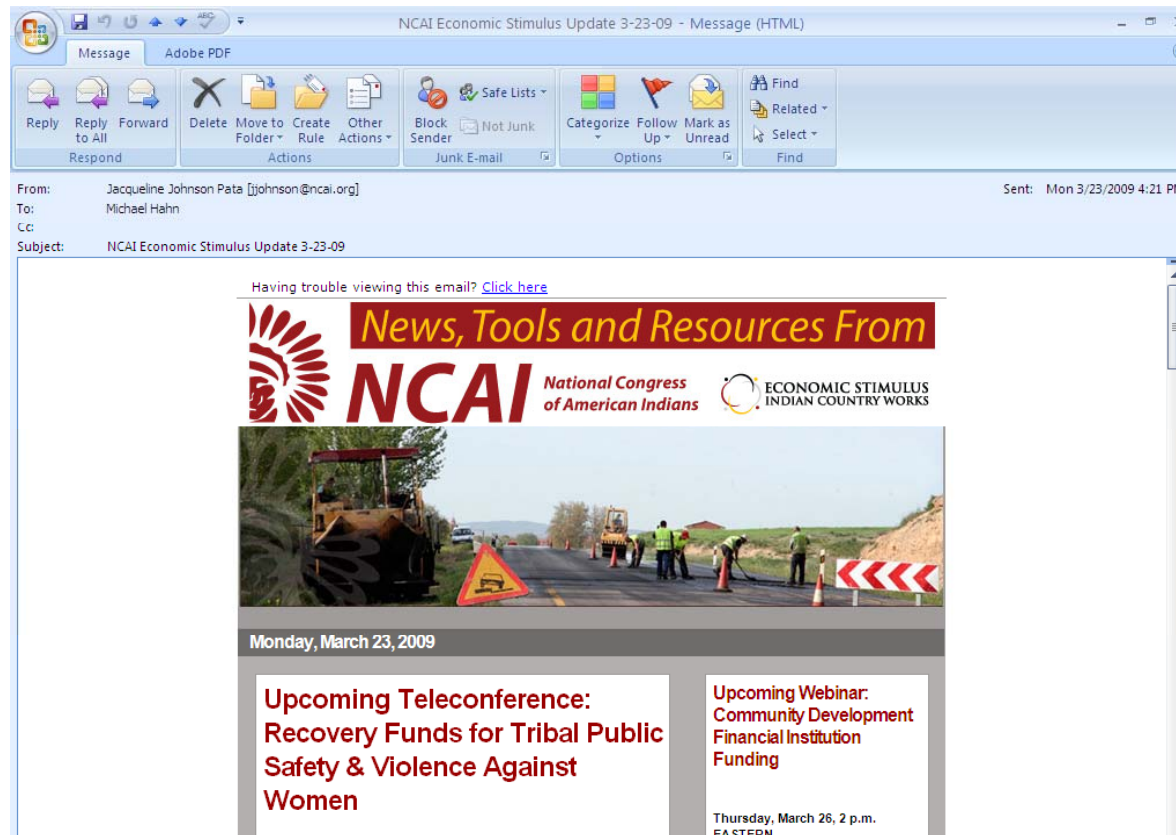 NCAI Economic Stimulus Update 3-23-09 - Message (HTML)
Message Adobe PDF
Reply
Reply to All
Forward
Respond
Delete
Move to Folder
Create Rule
Other Actions
Actions
Block Sender
Safe Lists
Not Junk
Junk E-mail
Categorize
Follow Up
Mark as Unread
Options
Find
Related
Select
Find
From: Jacqueline Johnson Pata [jjohnson@ncai.org]
Sent: Mon 3/23/2009 4:21
To: Michael Hahn
Cc:
Subject: NCAI Economic Stimulus Update 3-23-09
Having trouble viewing this email? Click here
News, Tools and Resources From
NCAI
National Congress
of American Indians
ECONOMIC STIMULUS
INDIAN COUNTRY WORKS
Monday, March 23, 2009
Upcoming Teleconference:
Recovery Funds for Tribal Public
Safety & Violence Against
Women
Upcoming Webinar:
Community Development
Financial Institution
Funding
Thursday, March 26, 2 p.m.
EASTERN